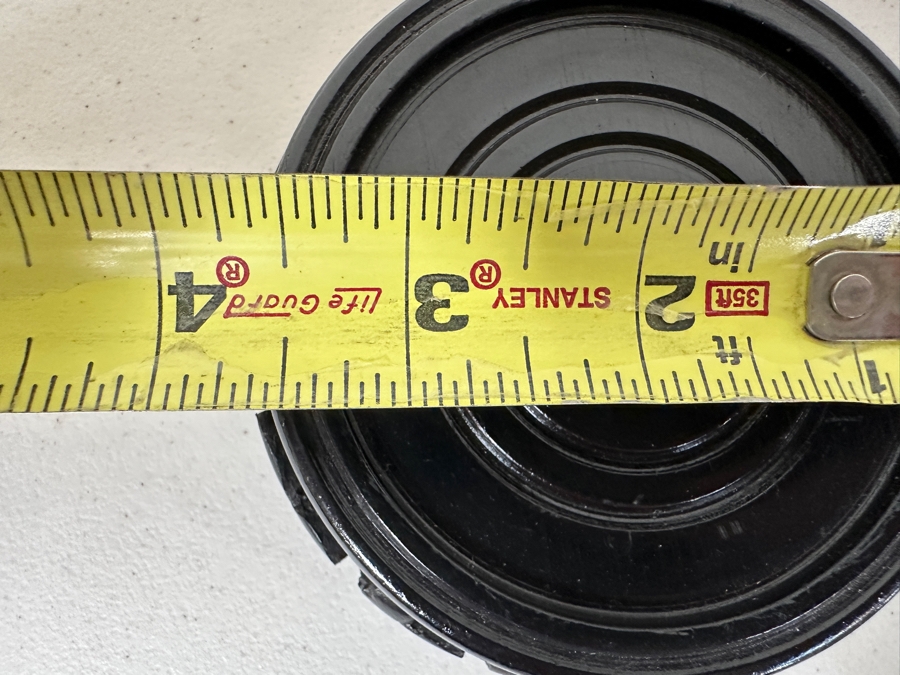 1
in
35ft
ft
2
STANLEY®
3
life Guard®
4